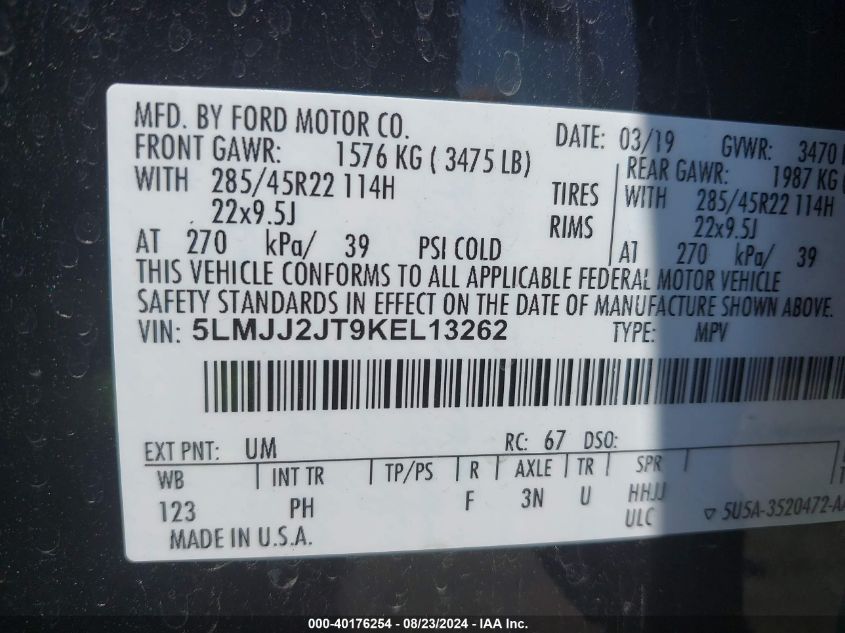 MFD. BY FORD MOTOR CO. DATE: 03/19 GVWR: 3470
FRONT GAWR: 1576 KG ( 3475 LB) REAR GAWR: 1987 KG
WITH 285/45R22 114H TIRES WITH 285/45R22 114H
22x9.5J RIMS 22x9.5J
AT 270 kPa/ 39 PSI COLD AT 270 kPa/ 39
THIS VEHICLE CONFORMS TO ALL APPLICABLE FEDERAL MOTOR VEHICLE
SAFETY STANDARDS IN EFFECT ON THE DATE OF MANUFACTURE SHOWN ABOVE.
VIN: 5LMJJ2JT9KEL13262 TYPE: MPV
EXT PNT: UM RC: 67 DSO:
WB INT TR TP/PS R AXLE TR SPR
123 PH F 3N U HHJJ
ULC ▽ 5U5A-3520472-A
MADE IN U.S.A.
000-40176254 - 08/23/2024 - IAA Inc.